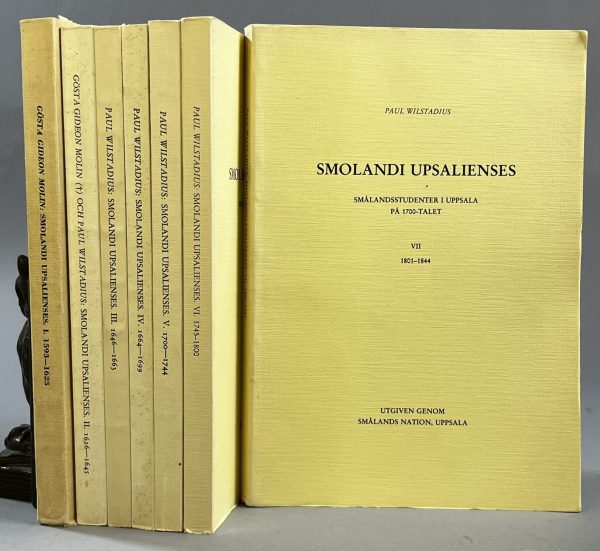 GÖSTA GIDEON MOLIN: SMOLANDI UPSALIENSES. I. 1593—1625
GÖSTA GIDEON MOLIN (†) OCH PAUL WILSTADIUS: SMOLANDI UPSALIENSES. II. 1626—1645
PAUL WILSTADIUS: SMOLANDI UPSALIENSES. III. 1646—1663
PAUL WILSTADIUS: SMOLANDI UPSALIENSES. IV. 1664—1699
PAUL WILSTADIUS: SMOLANDI UPSALIENSES. V. 1700—1744
PAUL WILSTADIUS: SMOLANDI UPSALIENSES. VI. 1745—1800
PAUL WILSTADIUS
SMOLANDI UPSALIENSES
SMÅLANDSSTUDENTER I UPPSALA
PÅ 1700-TALET
VII
1801–1844
UTGIVEN GENOM
SMÅLANDS NATION, UPPSALA